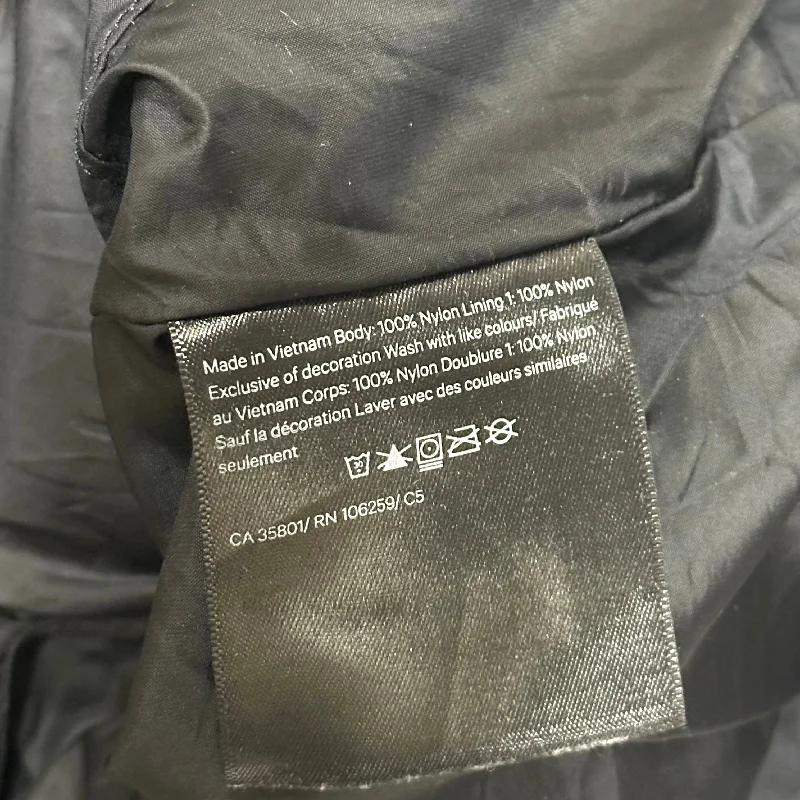 Made in Vietnam Body: 100% Nylon Lining 1: 100% Nylon
Exclusive of decoration Wash with like colours/ Fabriqué
au Vietnam Corps: 100% Nylon Doublure 1: 100% Nylon
Sauf la décoration Laver avec des couleurs similaires
seulement
30
CA 35801/ RN 106259/ C5